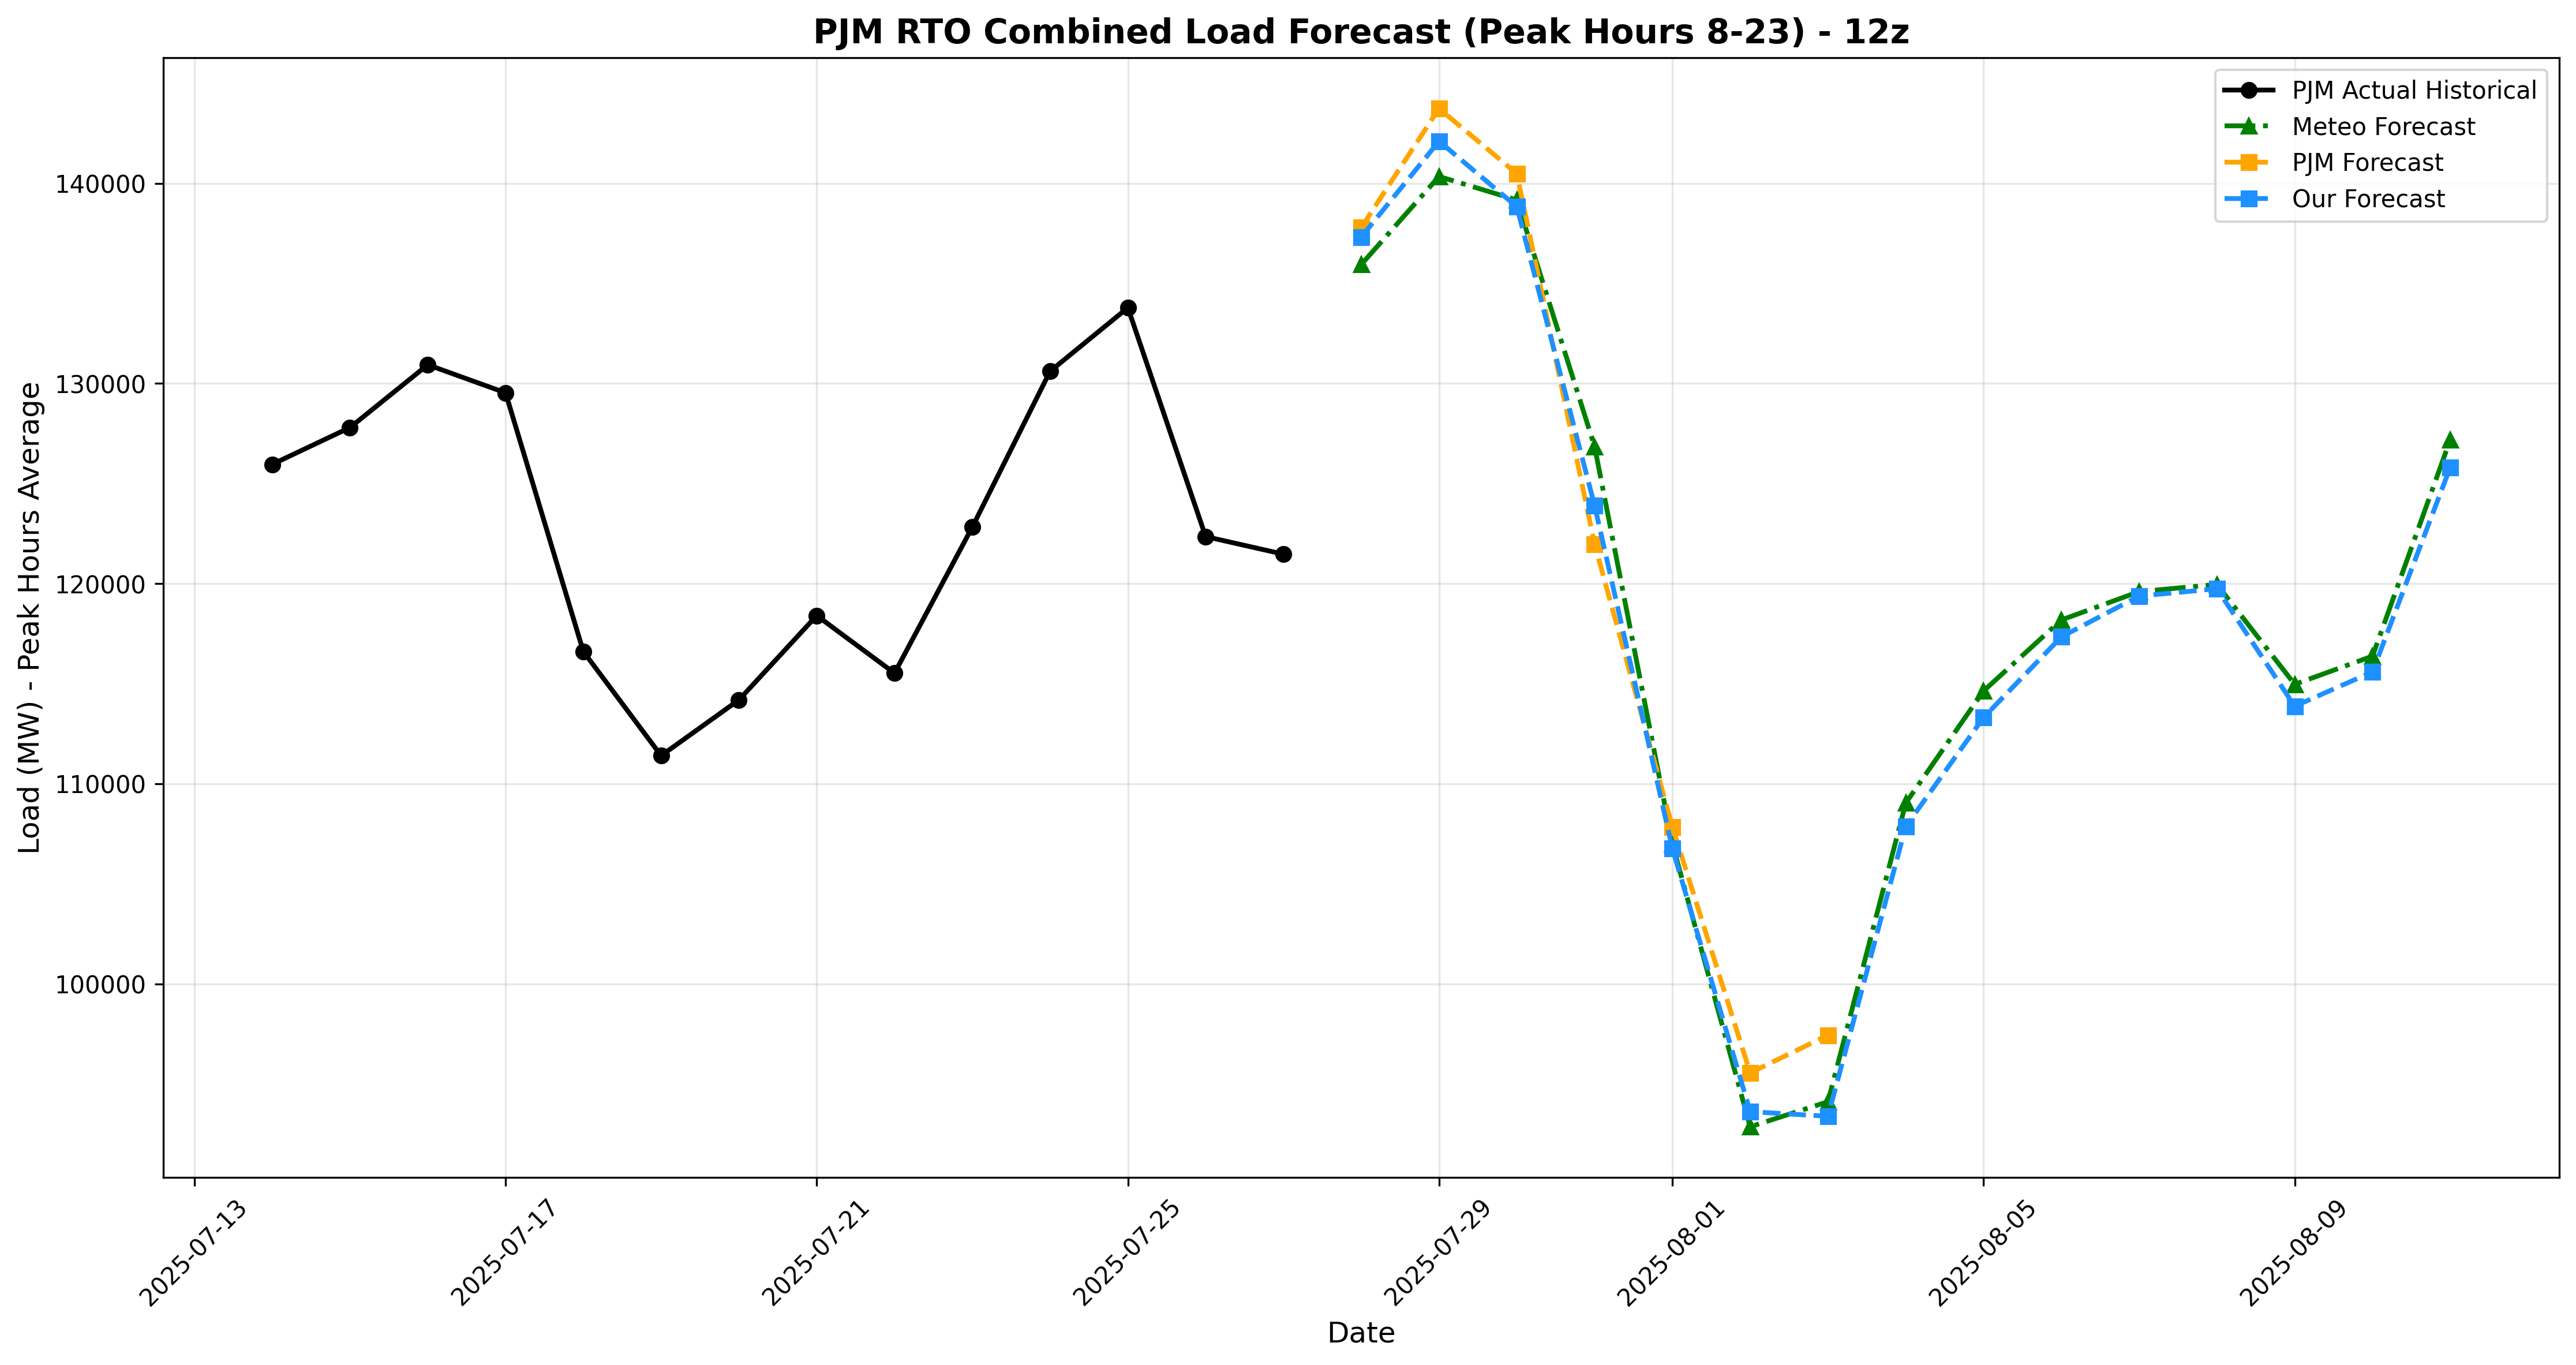 PJM RTO Combined Load Forecast (Peak Hours 8-23) - 12z
PJM Actual Historical
Meteo Forecast
PJM Forecast
Our Forecast
Load (MW) - Peak Hours Average
140000
130000
120000
110000
100000
2025-07-13
2025-07-17
2025-07-21
2025-07-25
2025-07-29
2025-08-01
2025-08-05
2025-08-09
Date